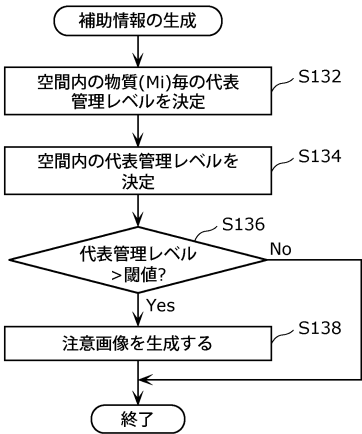 補助情報の生成
空間内の物質(Mi)毎の代表
管理レベルを決定
S132
空間内の代表管理レベルを
決定
S134
代表管理レベル
>閾値?
S136
No
Yes
注意画像を生成する
S138
終了